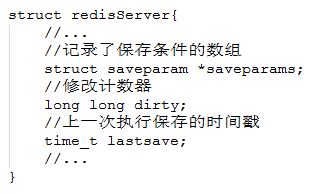 struct redisServer{
//...
//记录了保存条件的数组
struct saveparam *saveparams;
//修改计数器
long long dirty;
//上一次执行保存的时间戳
time_t lastsave;
//...
}